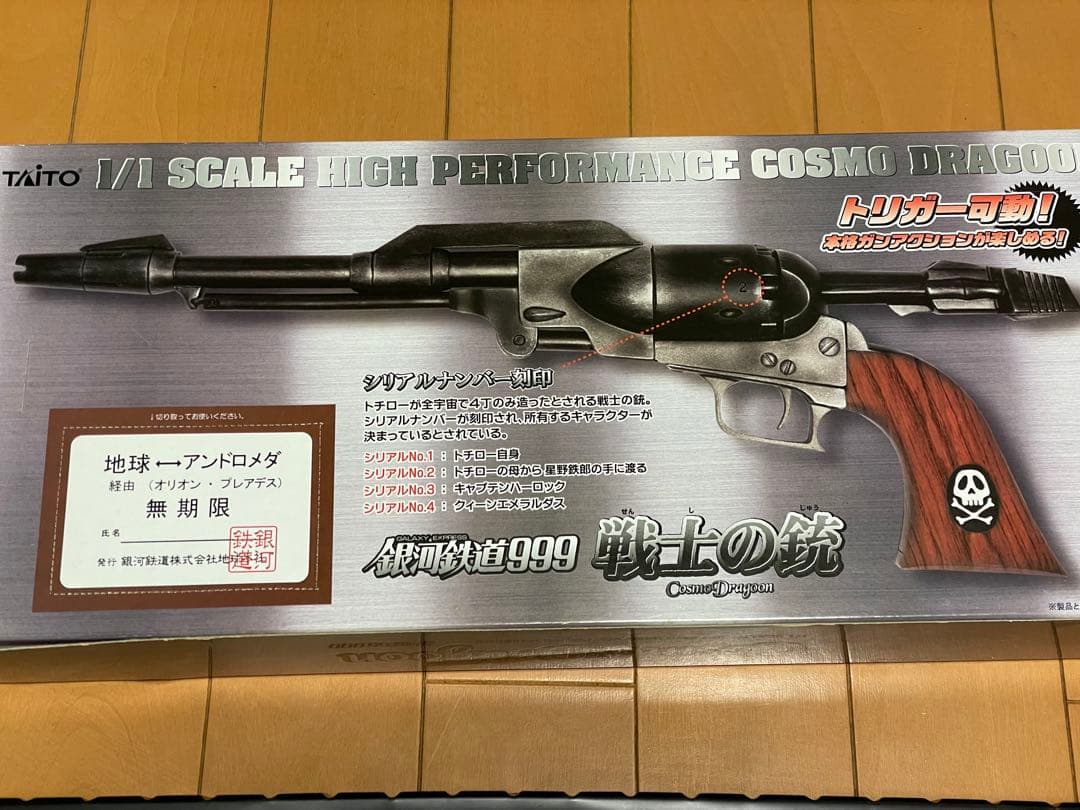 TAITO® 1/1 SCALE HIGH PERFORMANCE COSMO DRAGOO
トリガー可動!
本格ガンアクションが楽しめる!
2
シリアルナンバー刻印
トチローが全宇宙で4丁のみ造ったとされる戦士の銃。
シリアルナンバーが刻印され、所有するキャラクターが
決まっているとされている。
シリアルNo.1:トチロー自身
シリアルNo.2:トチローの母から星野鉄郎の手に渡る
シリアルNo.3:キャプテンハーロック
シリアルNo.4:クィーンエメラルダス
↓切り取ってお使いください。
地球←→アンドロメダ
経由 (オリオン・プレアデス)
無期限
氏名
発行 銀河鉄道株式会社地球本社
銀河鉄道
GALAXY EXPRESS
銀河鉄道999
せん し じゅう
戦士の銃
Cosmo Dragoon
※製品と